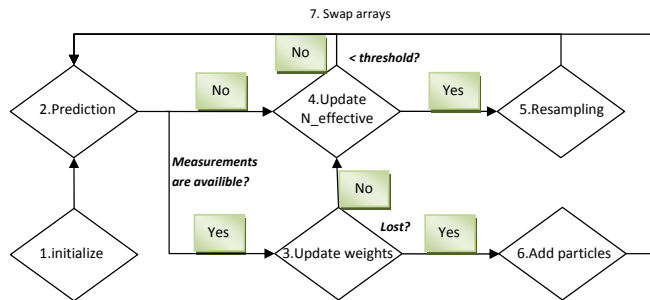 7. Swap arrays
No
< threshold?
2.Prediction
No
4.Update
N_effective
Yes
5.Resampling
Measurements
are availible?
No
Lost?
1.initialize
Yes
3.Update weights
Yes
6.Add particles